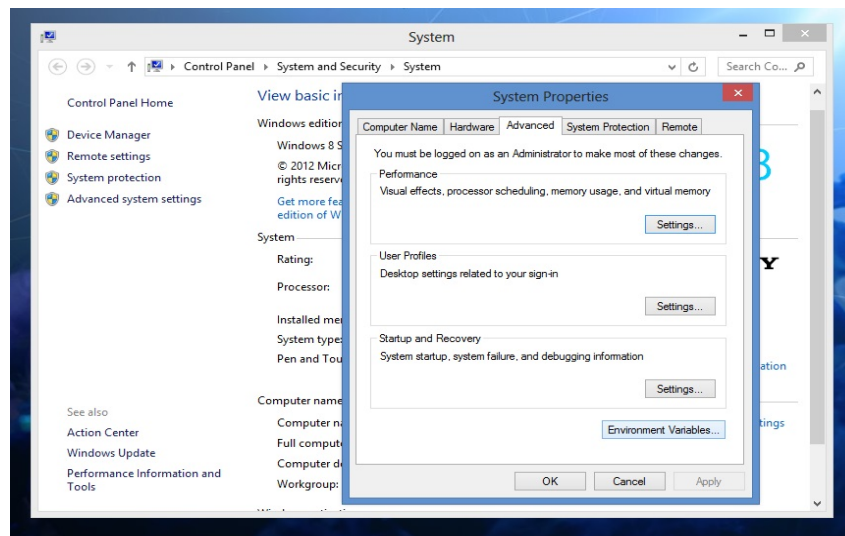 System
Control Panel System and Security System
Search Co...
Control Panel Home
Device Manager
Remote settings
System protection
Advanced system settings
See also
Action Center
Windows Update
Performance Information and
Tools
View basic ir
Windows edition
Windows 8 S
© 2012 Micr
rights reserve
Get more fea
edition of W
System
Rating:
Processor:
Installed mer
System type:
Pen and Tou
Computer name
Computer na
Full compute
Computer de
Workgroup:
8
Y
ation
tings
System Properties
Computer Name Hardware Advanced System Protection Remote
You must be logged on as an Administrator to make most of these changes.
Performance
Visual effects, processor scheduling, memory usage, and virtual memory
Settings...
User Profiles
Desktop settings related to your sign-in
Settings...
Startup and Recovery
System startup, system failure, and debugging information
Settings...
Environment Variables...
OK Cancel Apply